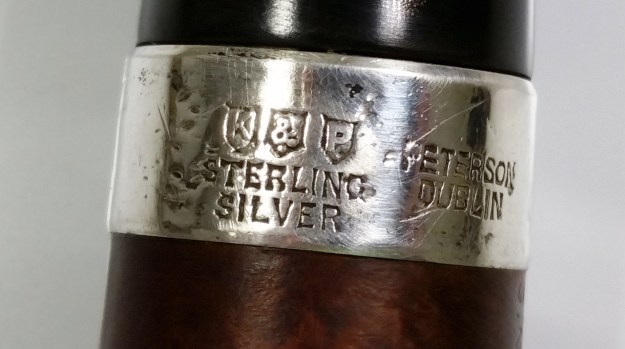 K & P
STERLING
SILVER
PETERSON
DUBLIN